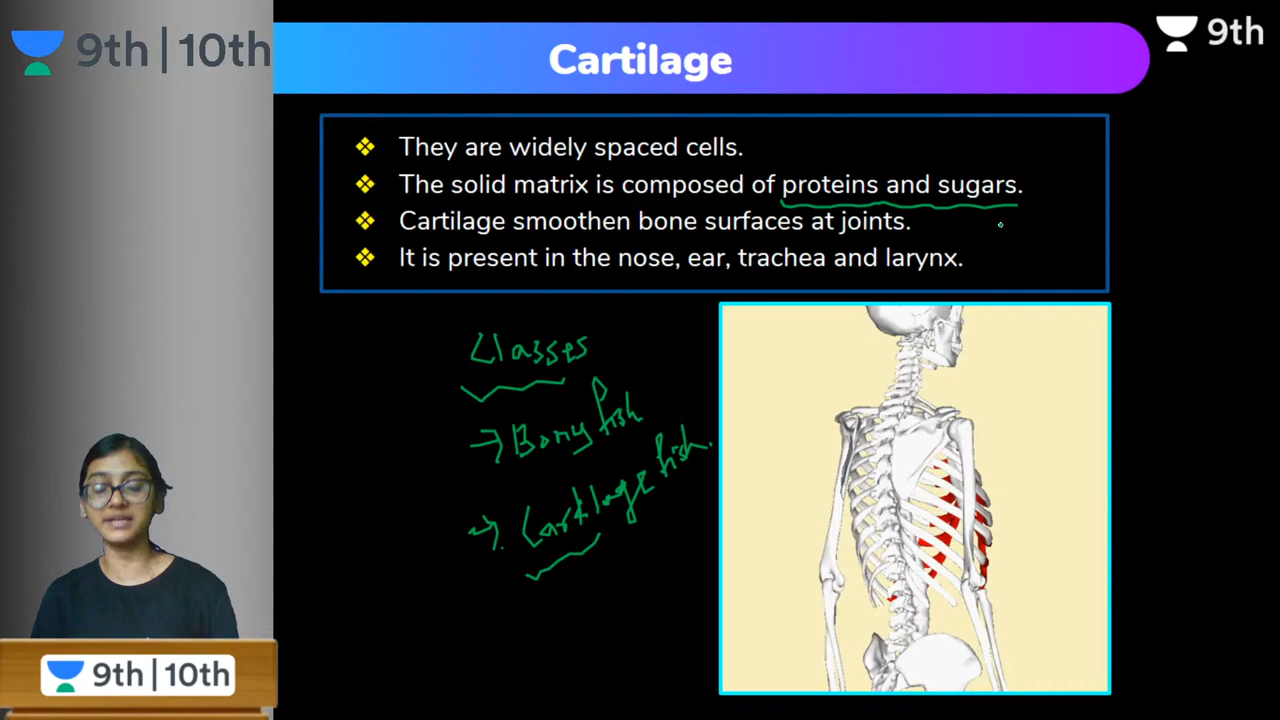 9th | 10th
Cartilage
9th
❖ They are widely spaced cells.
❖ The solid matrix is composed of proteins and sugars.
❖ Cartilage smoothen bone surfaces at joints.
❖ It is present in the nose, ear, trachea and larynx.
Classes
→ Bony fish
→ Cartilage fish.
9th | 10th